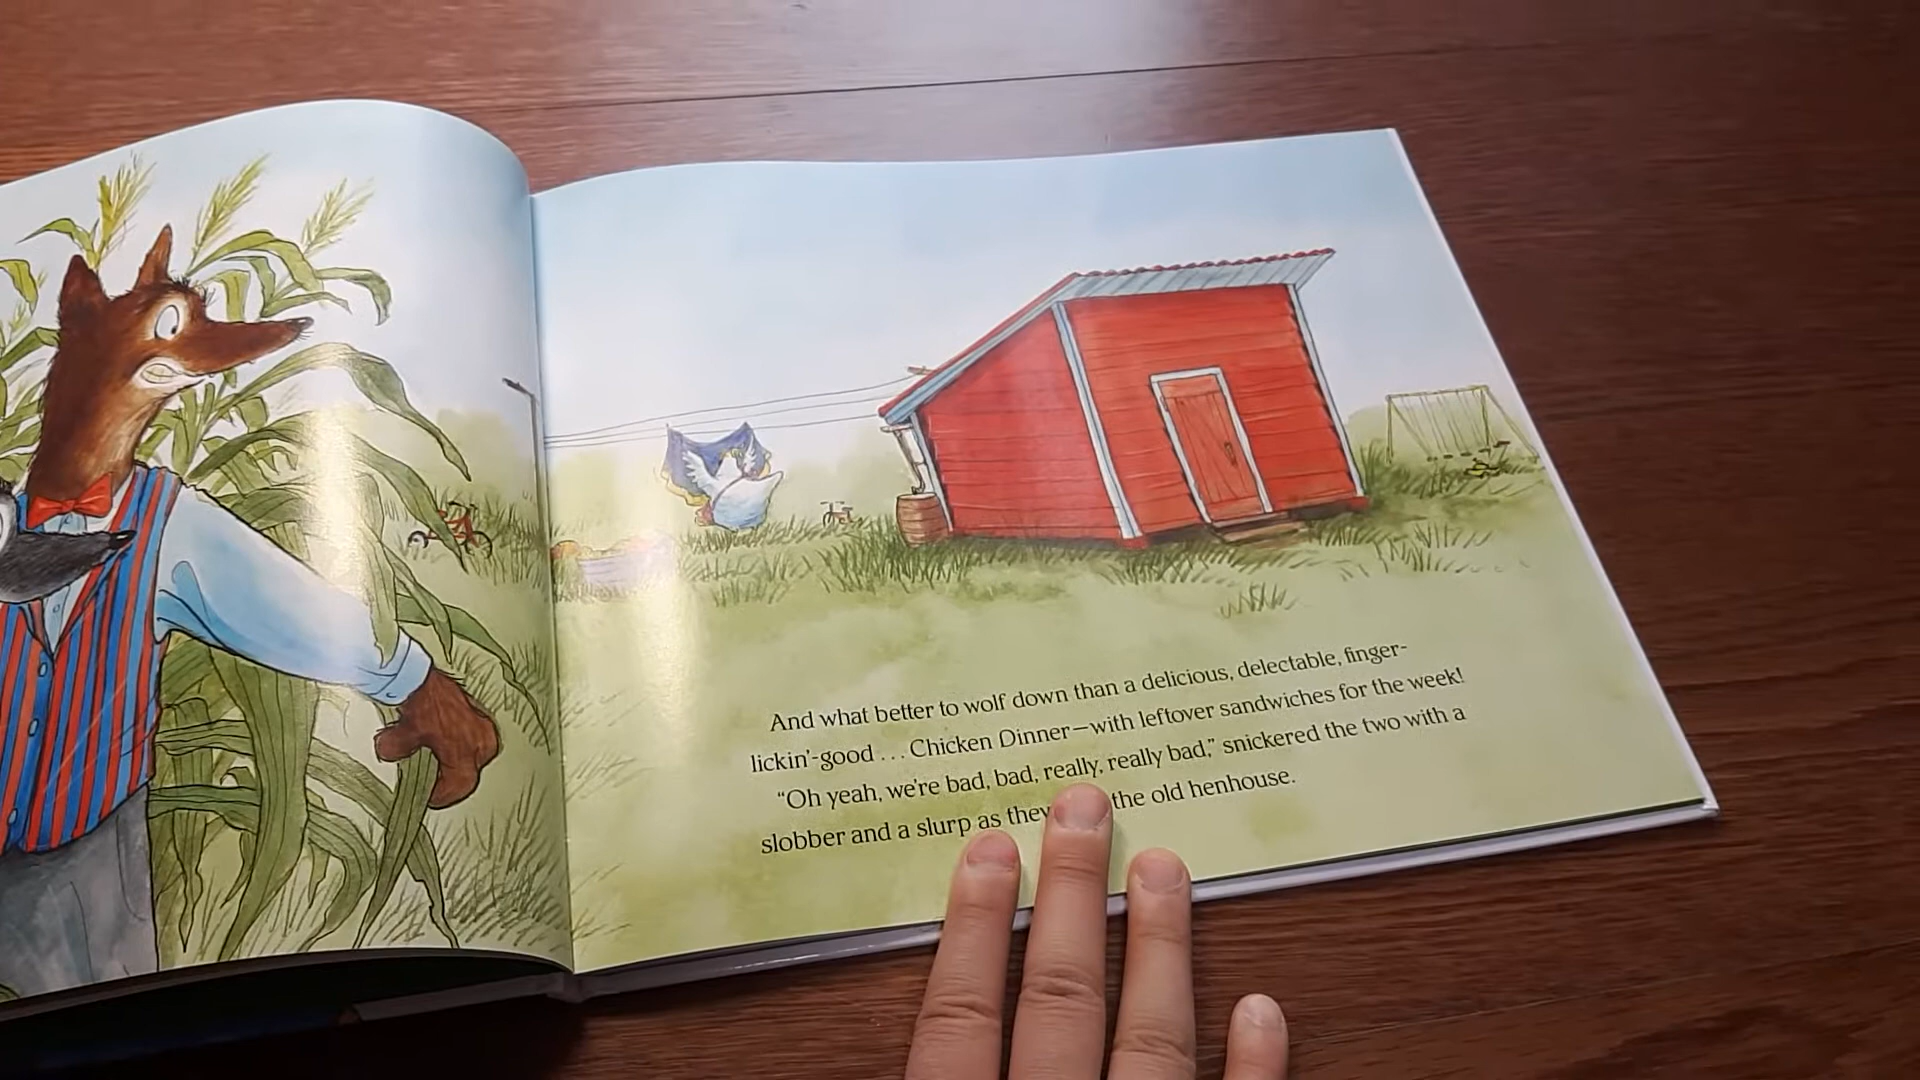 And what better to wolf down than a delicious, delectable, finger-
lickin'-good . . . Chicken Dinner—with leftover sandwiches for the week!
"Oh yeah, we're bad, bad, really, really bad," snickered the two with a
slobber and a slurp as they the old henhouse.